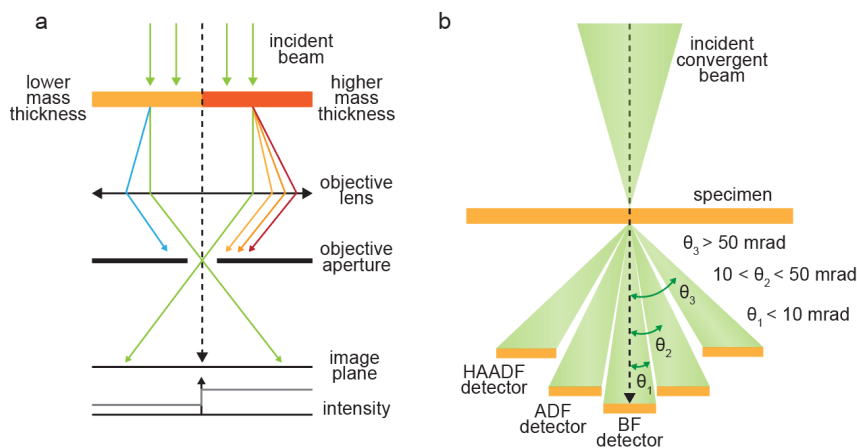 a
incident
beam
lower
mass
thickness
higher
mass
thickness
objective
lens
objective
aperture
image
plane
intensity
b
incident
convergent
beam
specimen
θ₃ > 50 mrad
10 < θ₂ < 50 mrad
θ₁ < 10 mrad
θ₃
θ₂
θ₁
HAADF
detector
ADF
detector
BF
detector